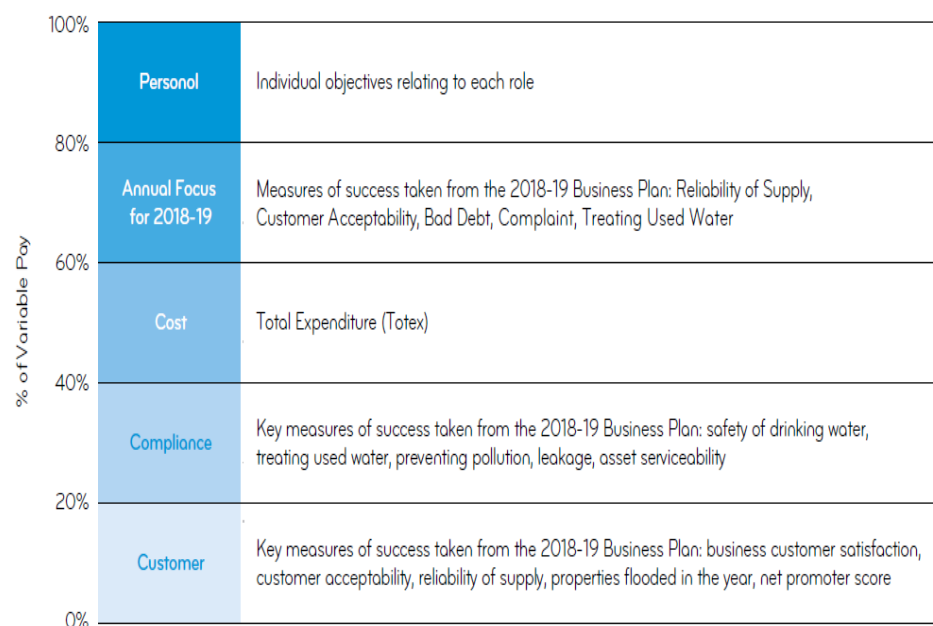 100%
Personol
Individual objectives relating to each role
80%
Annual Focus
for 2018-19
Measures of success taken from the 2018-19 Business Plan: Reliability of Supply,
Customer Acceptability, Bad Debt, Complaint, Treating Used Water
60%
Cost
Total Expenditure (Totex)
40%
Compliance
Key measures of success taken from the 2018-19 Business Plan: safety of drinking water,
treating used water, preventing pollution, leakage, asset serviceability
20%
Customer
Key measures of success taken from the 2018-19 Business Plan: business customer satisfaction,
customer acceptability, reliability of supply, properties flooded in the year, net promoter score
0%
% of Variable Pay